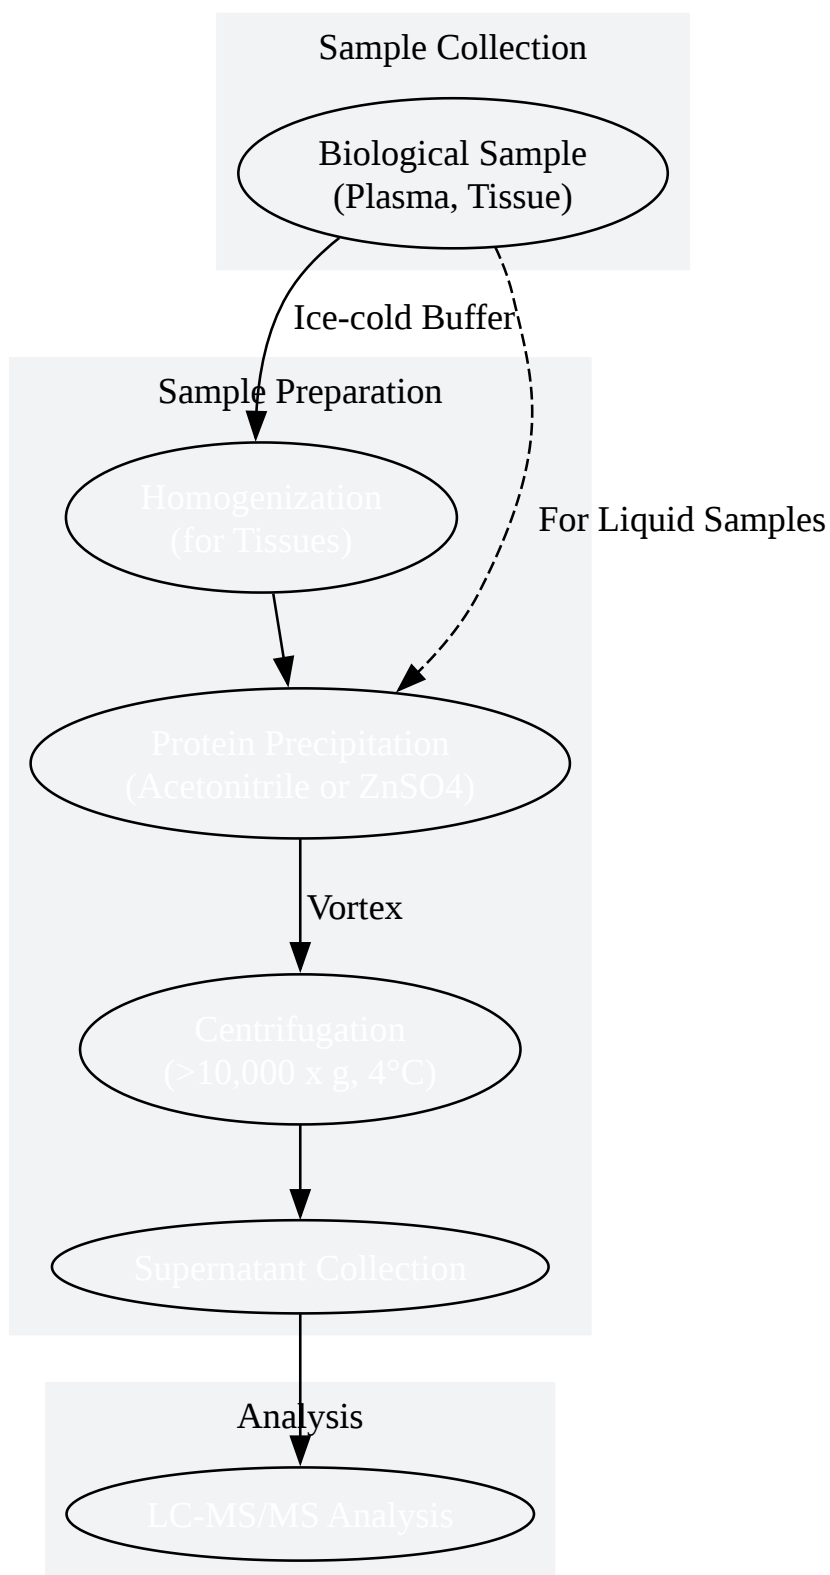 Sample Collection
Biological Sample
(Plasma, Tissue)
Ice-cold Buffer
Sample Preparation
Homogenization
(for Tissues)
For Liquid Samples
Protein Precipitation
(Acetonitrile or ZnSO4)
Vortex
Centrifugation
(>10,000 x g, 4°C)
Supernatant Collection
Analysis
LC-MS/MS Analysis